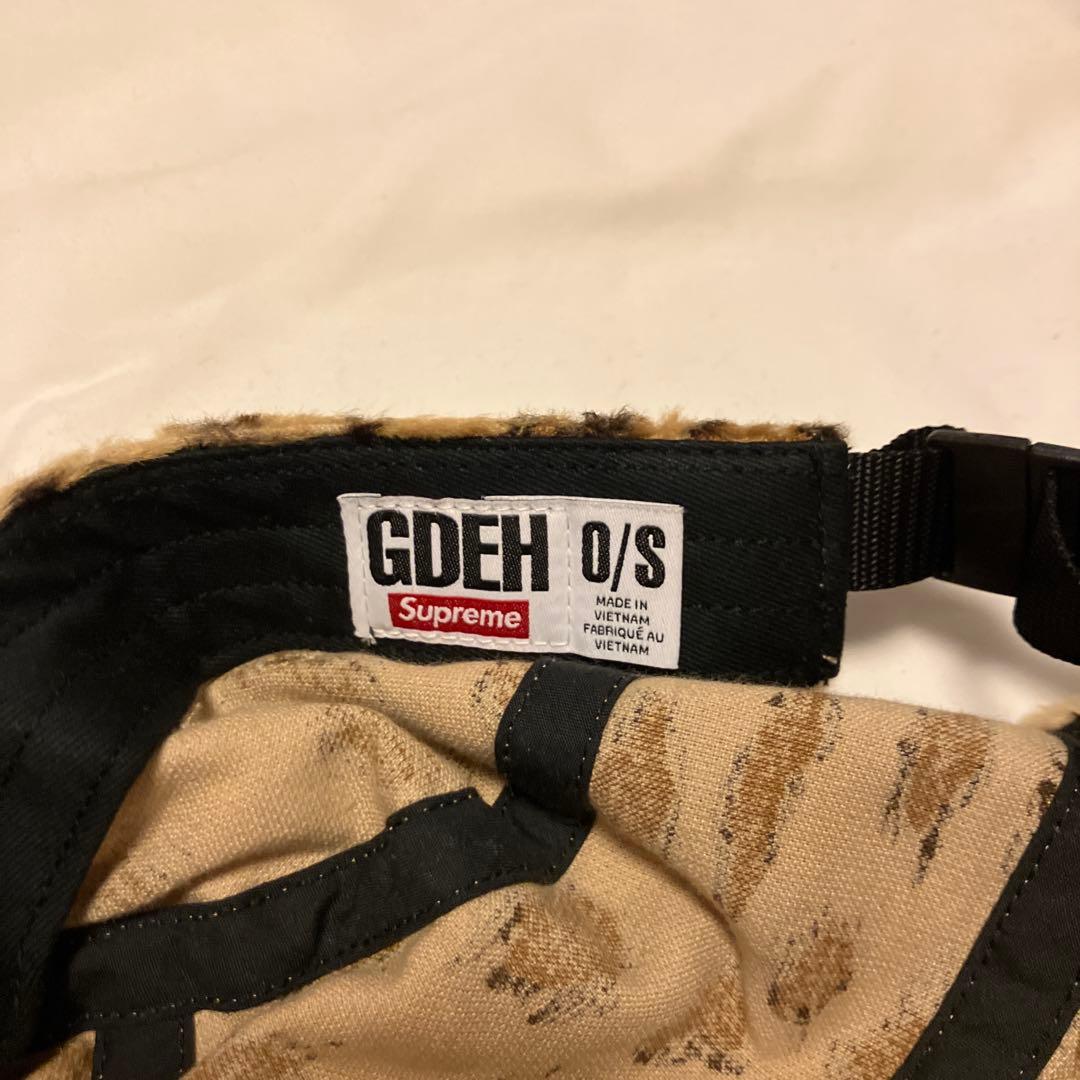 GDEH
Supreme
O/S
MADE IN
VIETNAM
FABRIQUÉ AU
VIETNAM